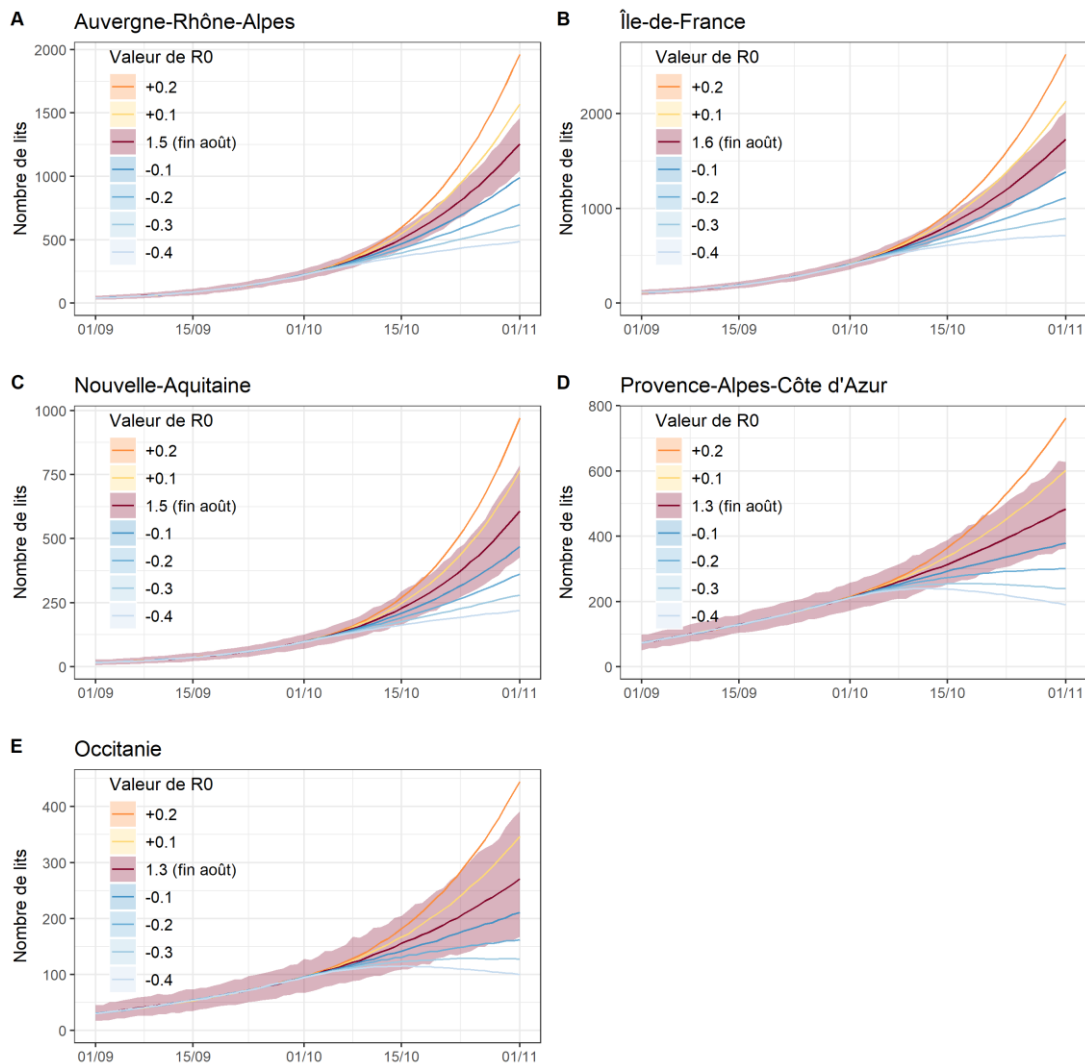 A Auvergne-Rhône-Alpes
Nombre de lits
2000
1500
1000
500
0
Valeur de R0
+0.2
+0.1
1.5 (fin août)
-0.1
-0.2
-0.3
-0.4
01/09 15/09 01/10 15/10 01/11
B Île-de-France
Nombre de lits
2000
1000
0
Valeur de R0
+0.2
+0.1
1.6 (fin août)
-0.1
-0.2
-0.3
-0.4
01/09 15/09 01/10 15/10 01/11
C Nouvelle-Aquitaine
Nombre de lits
1000
750
500
250
0
Valeur de R0
+0.2
+0.1
1.5 (fin août)
-0.1
-0.2
-0.3
-0.4
01/09 15/09 01/10 15/10 01/11
D Provence-Alpes-Côte d'Azur
Nombre de lits
800
600
400
200
0
Valeur de R0
+0.2
+0.1
1.3 (fin août)
-0.1
-0.2
-0.3
-0.4
01/09 15/09 01/10 15/10 01/11
E Occitanie
Nombre de lits
400
300
200
100
0
Valeur de R0
+0.2
+0.1
1.3 (fin août)
-0.1
-0.2
-0.3
-0.4
01/09 15/09 01/10 15/10 01/11